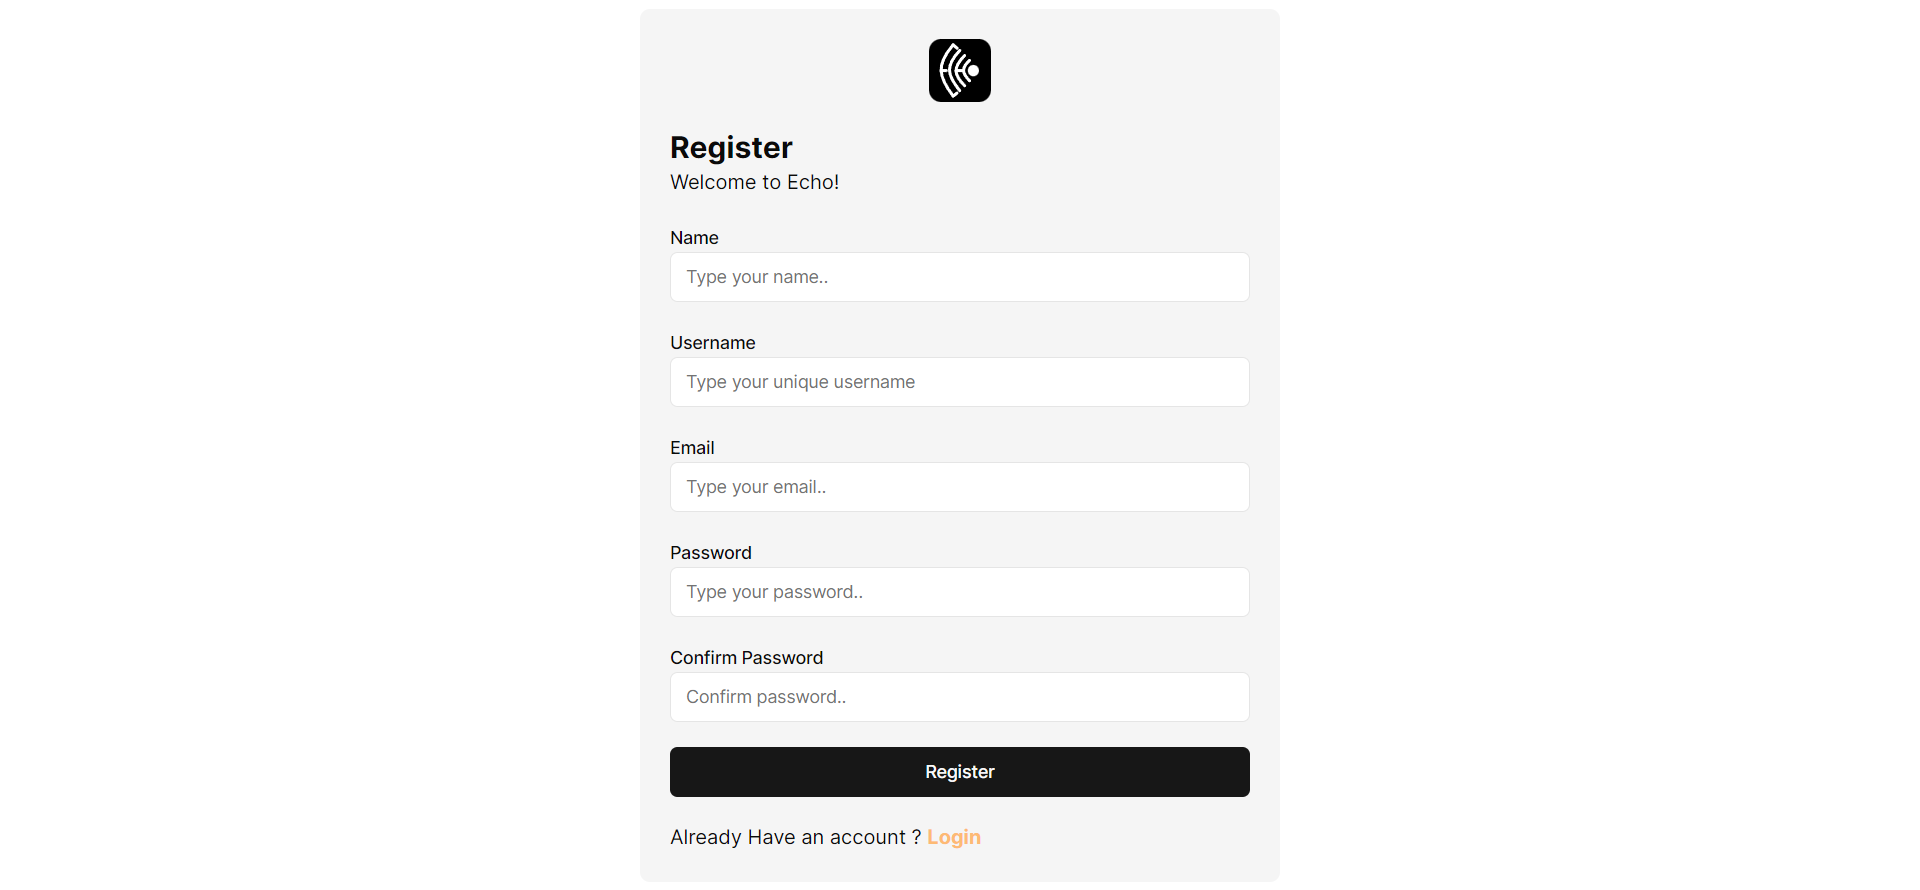 Register
Welcome to Echo!
Name
Type your name..
Username
Type your unique username
Email
Type your email..
Password
Type your password..
Confirm Password
Confirm password..
Register
Already Have an account ? Login